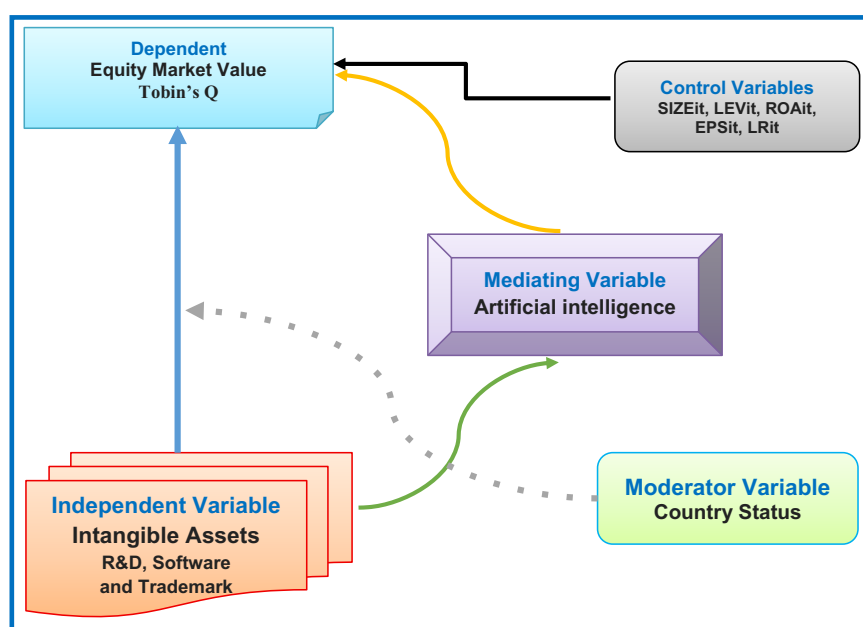 Dependent
Equity Market Value
Tobin's Q
Control Variables
SIZEit, LEVit, ROAit,
EPSit, LRit
Mediating Variable
Artificial intelligence
Independent Variable
Intangible Assets
R&D, Software
and Trademark
Moderator Variable
Country Status